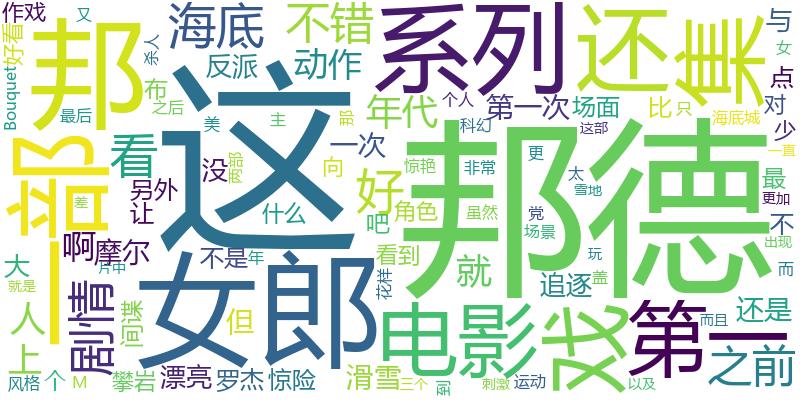 作戏
又
海底
不错
系列
还
集
与
女
好看
杀人
反派
动作
点
Bouquet
邦
布
年代
个人
第一次
场面
比
只
对
最后
之后
美
主
一次
科幻
这部
海底城
少
一部
看
这
邦德
没
向
惊艳
非常
更
两部
好
太
一直
另外
让
什么
角色
虽然
党
雪地
最
更加
差
吧
场景
不
啊
摩尔
不是
年
看到
花样
就
玩
出现
大
片中
追逐
盖
而
就是
剧情
女郎
间谍
但
电影
戏
第一
而且
还是
人
上
之前
风格
个
M
攀岩
漂亮
罗杰
惊险
滑雪
三个
到
刺激
运动
以及